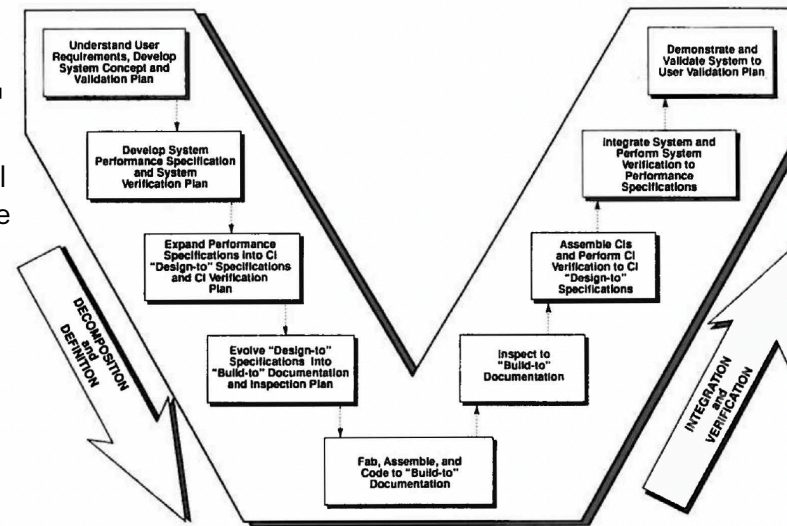 Understand User
Requirements, Develop
System Concept and
Validation Plan
Develop System
Performance Specification
and System
Verification Plan
Expand Performance
Specifications into CI
"Design-to" Specifications
and CI Verification
Plan
Evolve "Design-to"
Specifications Into
"Build-to" Documentation
and Inspection Plan
Fab, Assemble, and
Code to "Build-to"
Documentation
Inspect to
"Build-to"
Documentation
Assemble CIs
and Perform CI
Verification to CI
"Design-to"
Specifications
Integrate System and
Perform System
Verification to
Performance
Specifications
Demonstrate and
Validate System to
User Validation Plan
DECOMPOSITION
and
DEFINITION
INTEGRATION
and
VERIFICATION